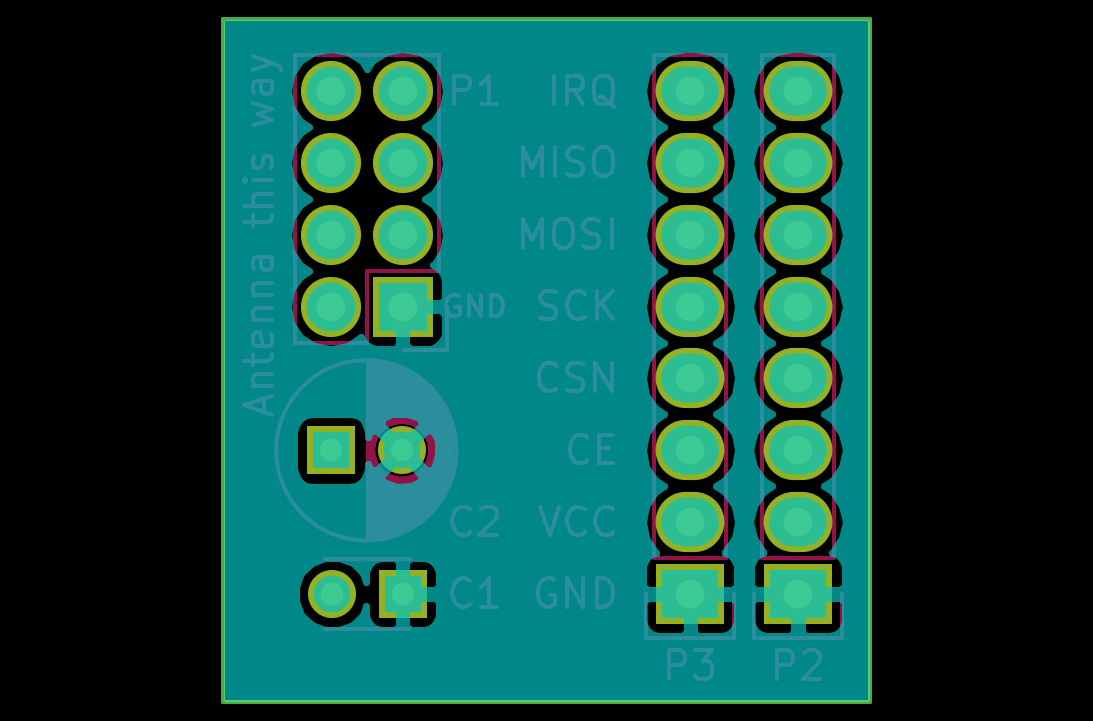 Antenna this way
P1
IRQ
MISO
MOSI
GND
SCK
CSN
CE
C2
VCC
C1
GND
P3
P2